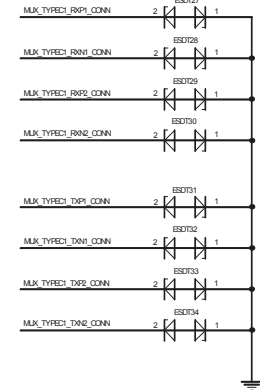 ESDT27
MUX_TYPEC1_RXP1_CONN 2 1
ESDT28
MUX_TYPEC1_RXN1_CONN 2 1
ESDT29
MUX_TYPEC1_RXP2_CONN 2 1
ESDT30
MUX_TYPEC1_RXN2_CONN 2 1
ESDT31
MUX_TYPEC1_TXP1_CONN 2 1
ESDT32
MUX_TYPEC1_TXN1_CONN 2 1
ESDT33
MUX_TYPEC1_TXP2_CONN 2 1
ESDT34
MUX_TYPEC1_TXN2_CONN 2 1